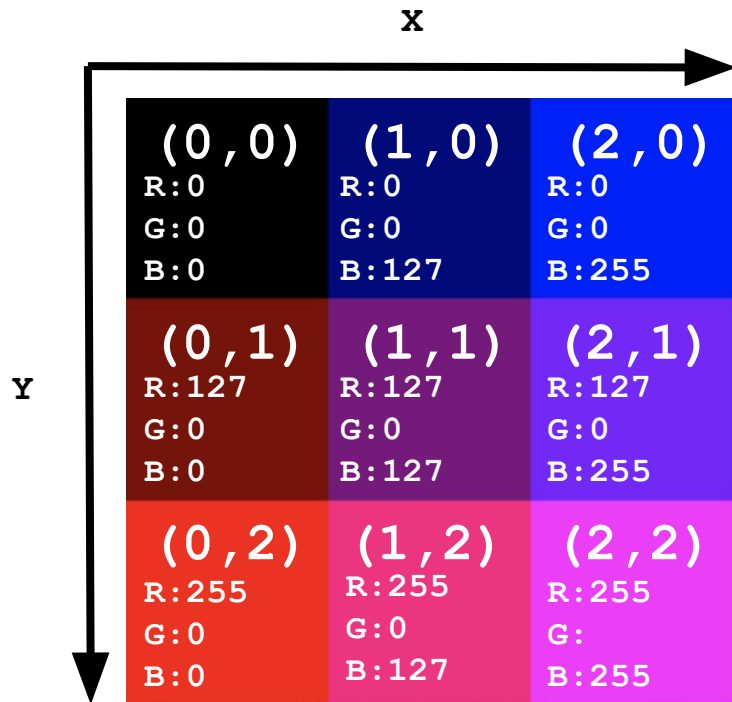 X
(0,0) (1,0) (2,0)
R:0 R:0 R:0
G:0 G:0 G:0
B:0 B:127 B:255
(0,1) (1,1) (2,1)
Y
R:127 R:127 R:127
G:0 G:0 G:0
B:0 B:127 B:255
(0,2) (1,2) (2,2)
R:255 R:255 R:255
G:0 G:0 G:
B:0 B:127 B:255